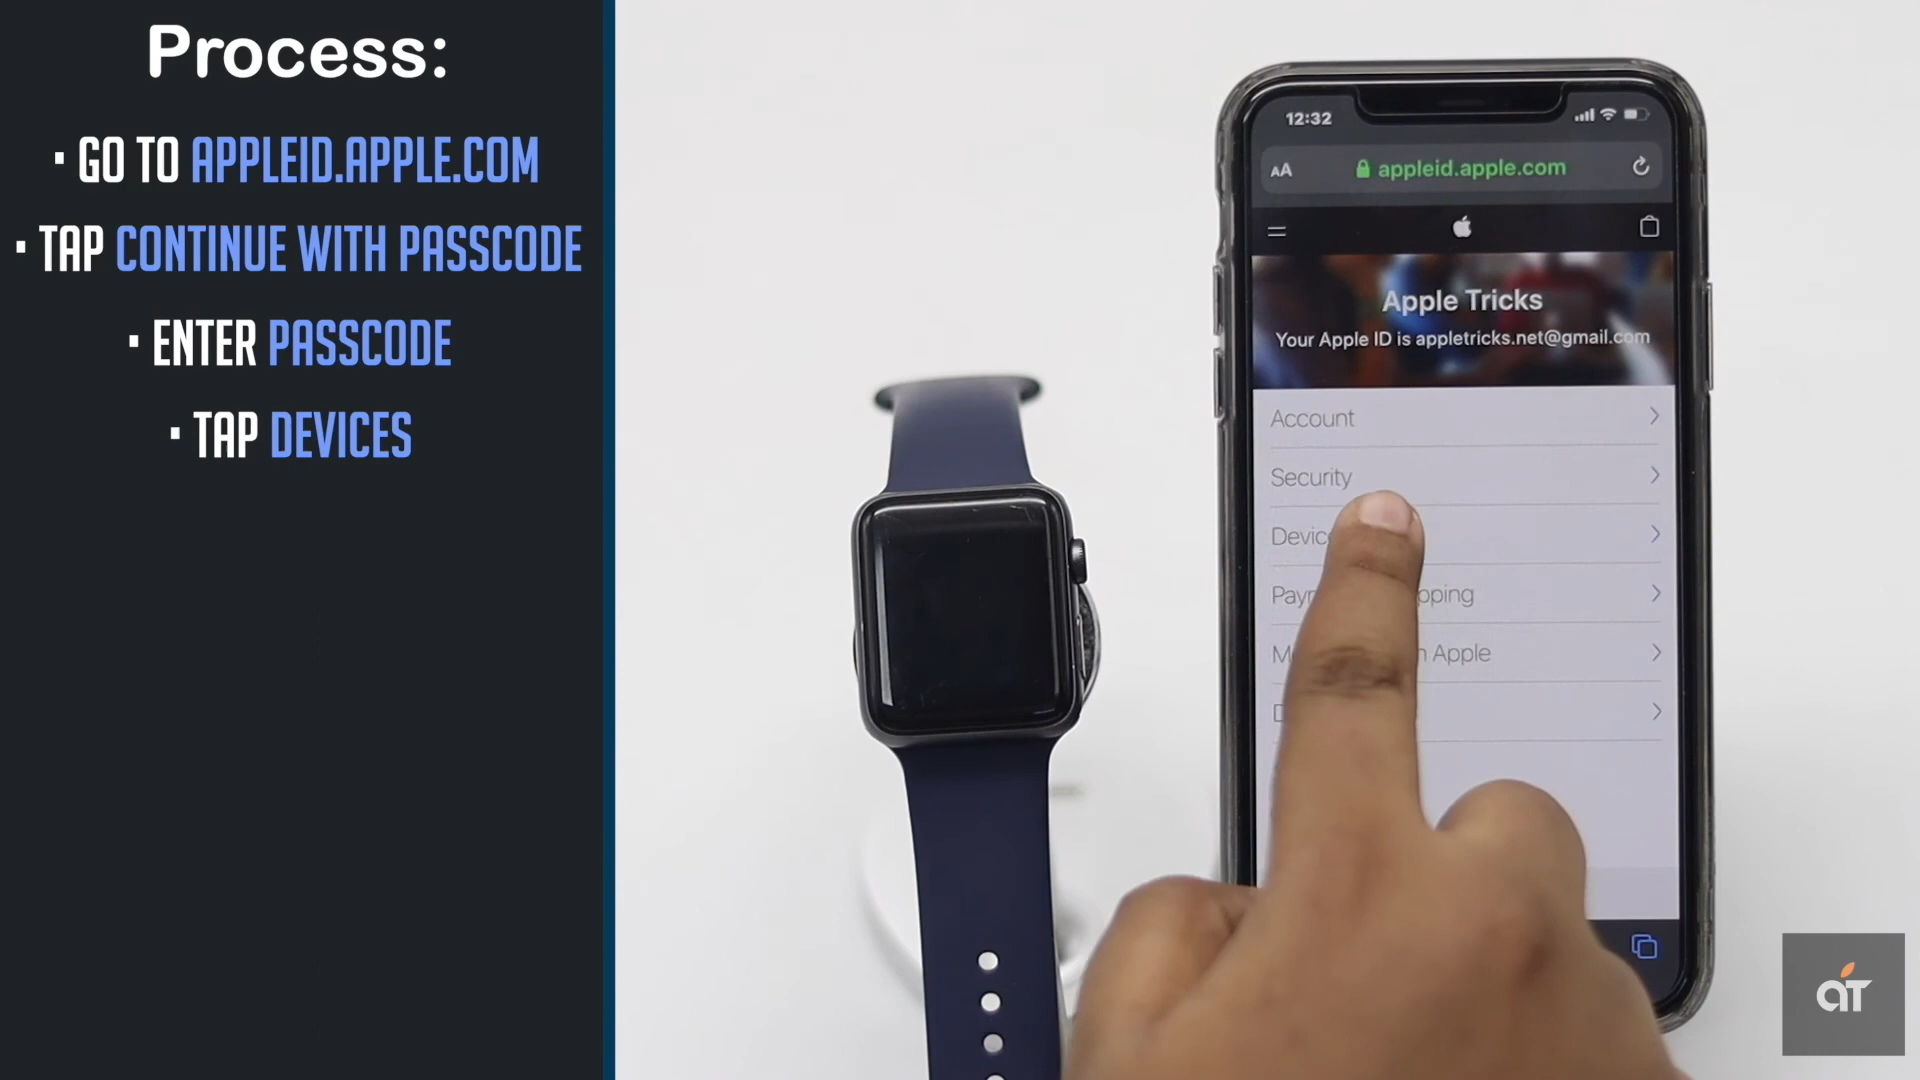 Process:
· GO TO APPLEID.APPLE.COM
· TAP CONTINUE WITH PASSCODE
· ENTER PASSCODE
· TAP DEVICES
12:32
AA appleid.apple.com
Apple Tricks
Your Apple ID is appletricks.net@gmail.com
Account
Security
Apple
aT